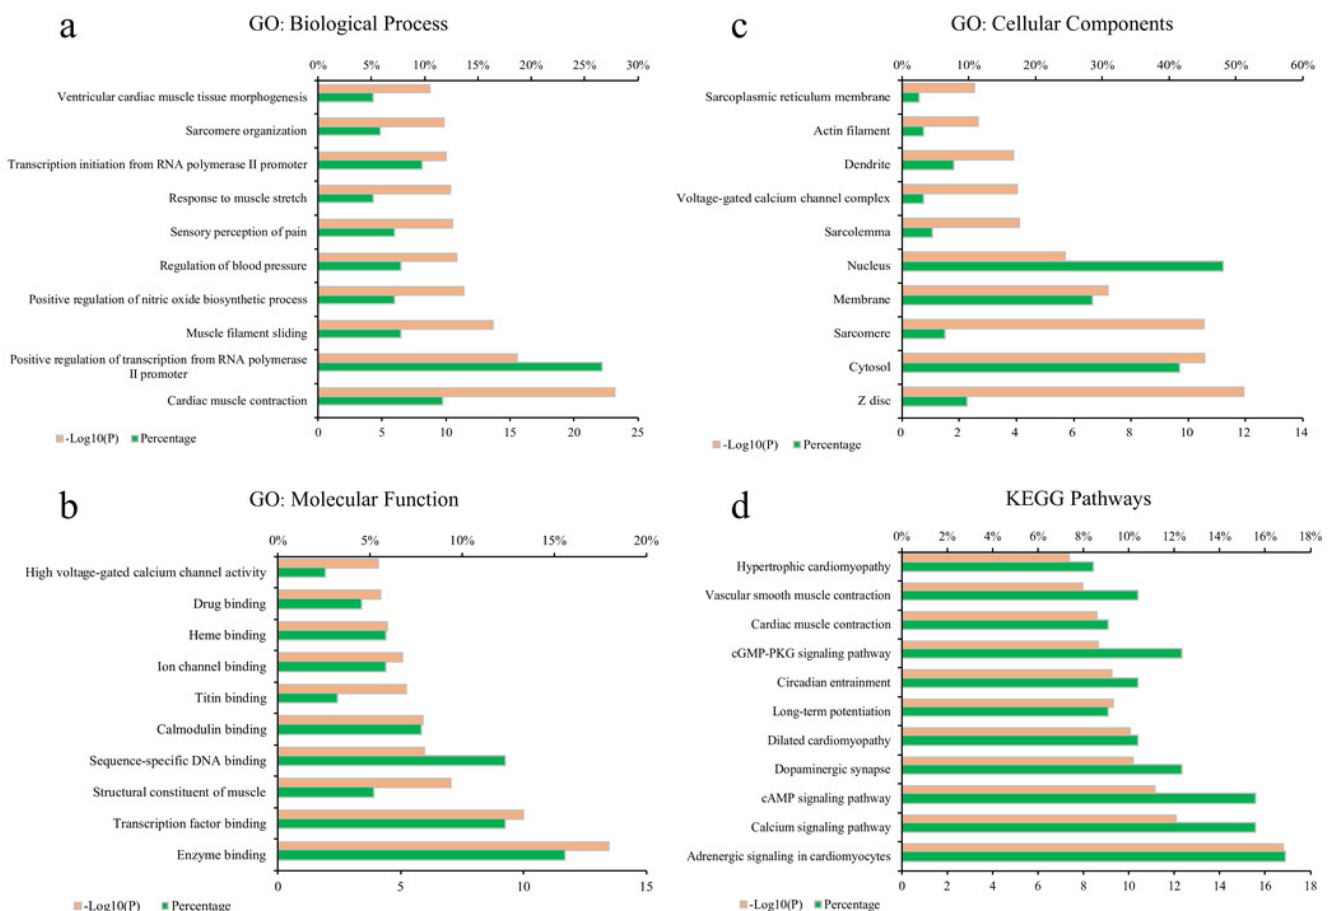 a
GO: Biological Process
0% 5% 10% 15% 20% 25% 30%
Ventricular cardiac muscle tissue morphogenesis
Sarcomere organization
Transcription initiation from RNA polymerase II promoter
Response to muscle stretch
Sensory perception of pain
Regulation of blood pressure
Positive regulation of nitric oxide biosynthetic process
Muscle filament sliding
Positive regulation of transcription from RNA polymerase
II promoter
Cardiac muscle contraction
0 5 10 15 20 25
-Log10(P) Percentage
c
GO: Cellular Components
0% 10% 20% 30% 40% 50% 60%
Sarcoplasmic reticulum membrane
Actin filament
Dendrite
Voltage-gated calcium channel complex
Sarcolemma
Nucleus
Membrane
Sarcomere
Cytosol
Z disc
0 2 4 6 8 10 12 14
-Log10(P) Percentage
b
GO: Molecular Function
0% 5% 10% 15% 20%
High voltage-gated calcium channel activity
Drug binding
Heme binding
Ion channel binding
Titin binding
Calmodulin binding
Sequence-specific DNA binding
Structural constituent of muscle
Transcription factor binding
Enzyme binding
0 5 10 15
-Log10(P) Percentage
d
KEGG Pathways
0% 2% 4% 6% 8% 10% 12% 14% 16% 18%
Hypertrophic cardiomyopathy
Vascular smooth muscle contraction
Cardiac muscle contraction
cGMP-PKG signaling pathway
Circadian entrainment
Long-term potentiation
Dilated cardiomyopathy
Dopaminergic synapse
cAMP signaling pathway
Calcium signaling pathway
Adrenergic signaling in cardiomyocytes
0 2 4 6 8 10 12 14 16 18
-Log10(P) Percentage